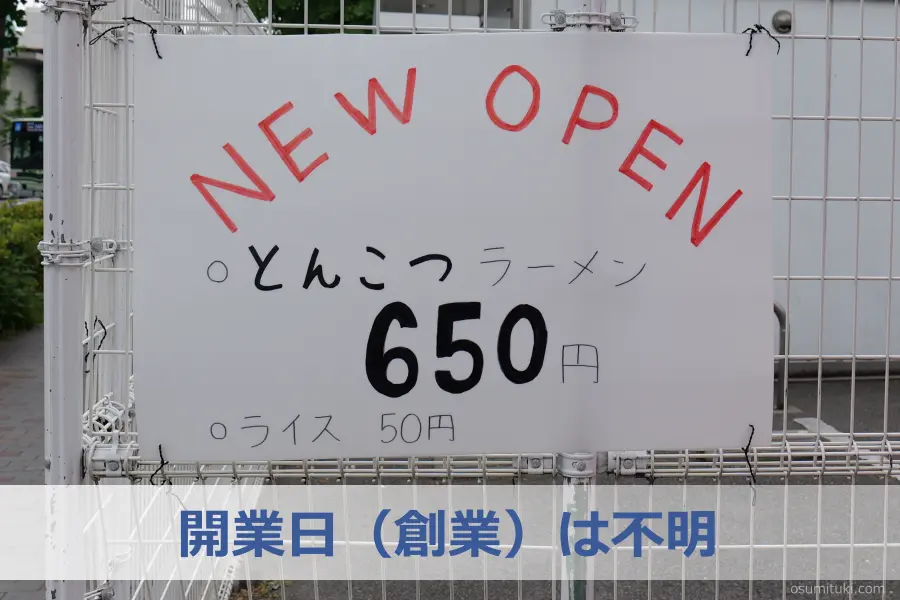 NEW OPEN
○とんこつラーメン
650円
○ライス 50円
開業日（創業）は不明
osumituki.com